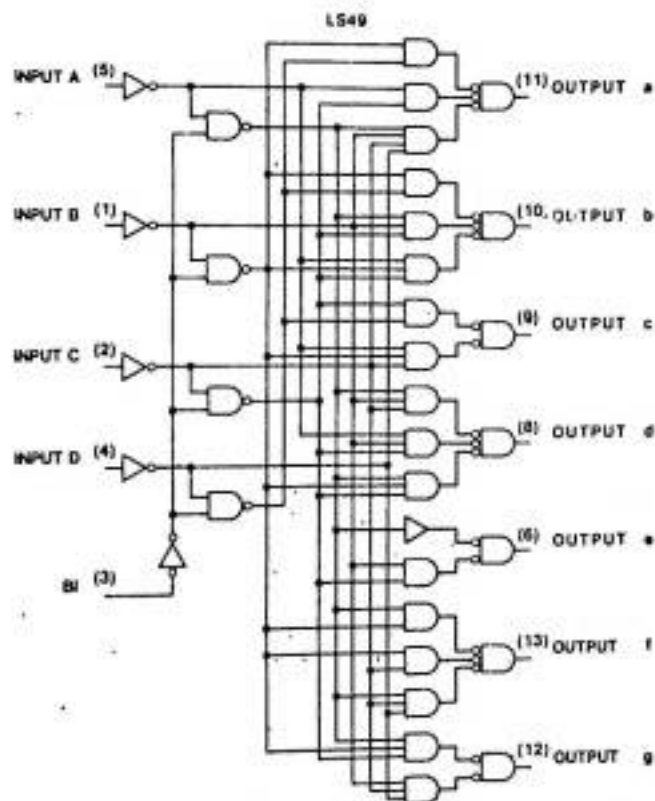 LS49
INPUT A (5)
(11) OUTPUT a
INPUT B (1)
(10. OUTPUT b
(9) OUTPUT c
INPUT C (2)
(8) OUTPUT d
INPUT D (4)
(6) OUTPUT e
BI (3)
(13) OUTPUT f
(12) OUTPUT g